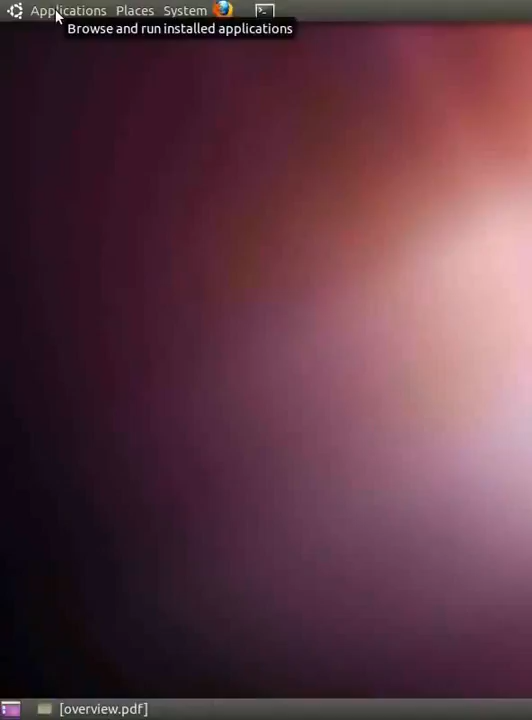 Applications Places System
Browse and run installed applications
[overview.pdf]